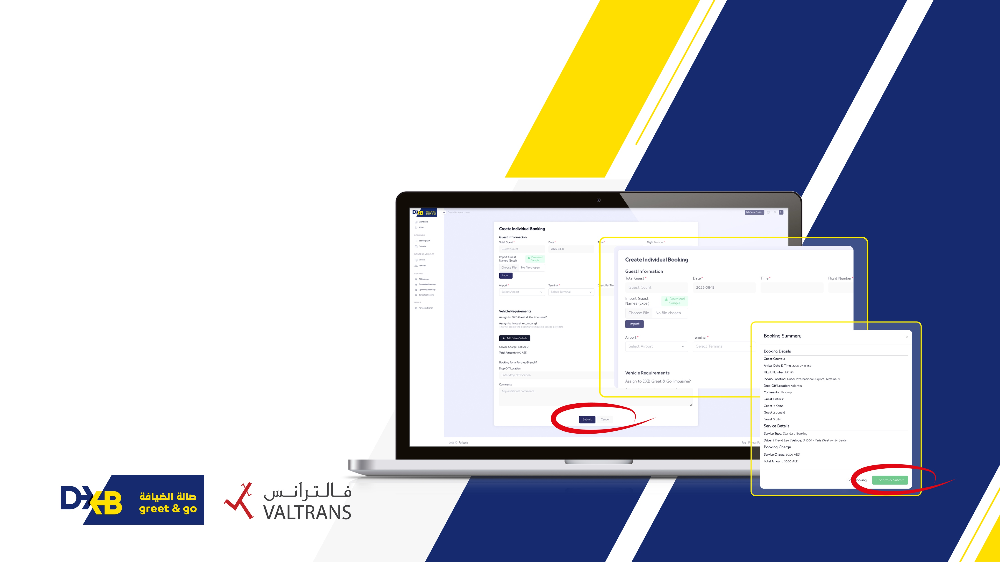 DXB
صالة الضيافة
greet & go
Create Booking > create
Create Booking
G
Dashboard
Wallet
BOOKINGS
Bookings List
Calendar
DRIVERS & VEHICLES
Drivers
Vehicles
REPORTS
All Bookings
Completed Bookings
Upcoming Bookings
Cancelled Booking
USERS
Partners/Branch
Create Individual Booking
Guest Information
Total Guest * Date * Time * Flight Number *
Guest Count 2025-08-13
Import Guest
Names (Excel)
Download
Sample
Choose File No file chosen
Import
Airport * Terminal * Client Ref Nu
Select Airport Select Terminal
Vehicle Requirements
Assign to DXB Greet & Go limousine?
Assign to limousine company?
This will assign the booking to limousine service providers.
+ Add Driver/Vehicle
Service Charge: 0.00 AED
Total Amount: 0.00 AED
Booking for a Partner/Branch?
Drop Off Location
Enter drop off location
Comments
Any additional comments...
Submit Cancel
2025 © Parkonic
Faq Privacy Po
Create Individual Booking
Guest Information
Total Guest * Date * Time * Flight Number *
Guest Count 2025-08-13
Import Guest
Names (Excel)
Download
Sample
Choose File No file chosen
Import
Airport * Terminal *
Select Airport Select Terminal
Vehicle Requirements
Assign to DXB Greet & Go limousine?
Booking Summary ×
Booking Details
Guest Count: 3
Arrival Date & Time: 2025-07-11 15:31
Flight Number: EK 123
Pickup Location: Dubai International Airport, Terminal 3
Drop-Off Location: Atlantis
Comments: Pls drop
Guest Details:
Guest 1: Kamal
Guest 2: Junaid
Guest 3: Jibin
Service Details
Service Type: Standard Booking
Driver 1: David Lee | Vehicle: D 1000 - Yaris (Seats-4) (4 Seats)
Booking Charge
Service Charge: 30.00 AED
Total Amount: 30.00 AED
Ed ooking Confirm & Submit
DXB
صالة الضيافة
greet & go
فالترانس
VALTRANS